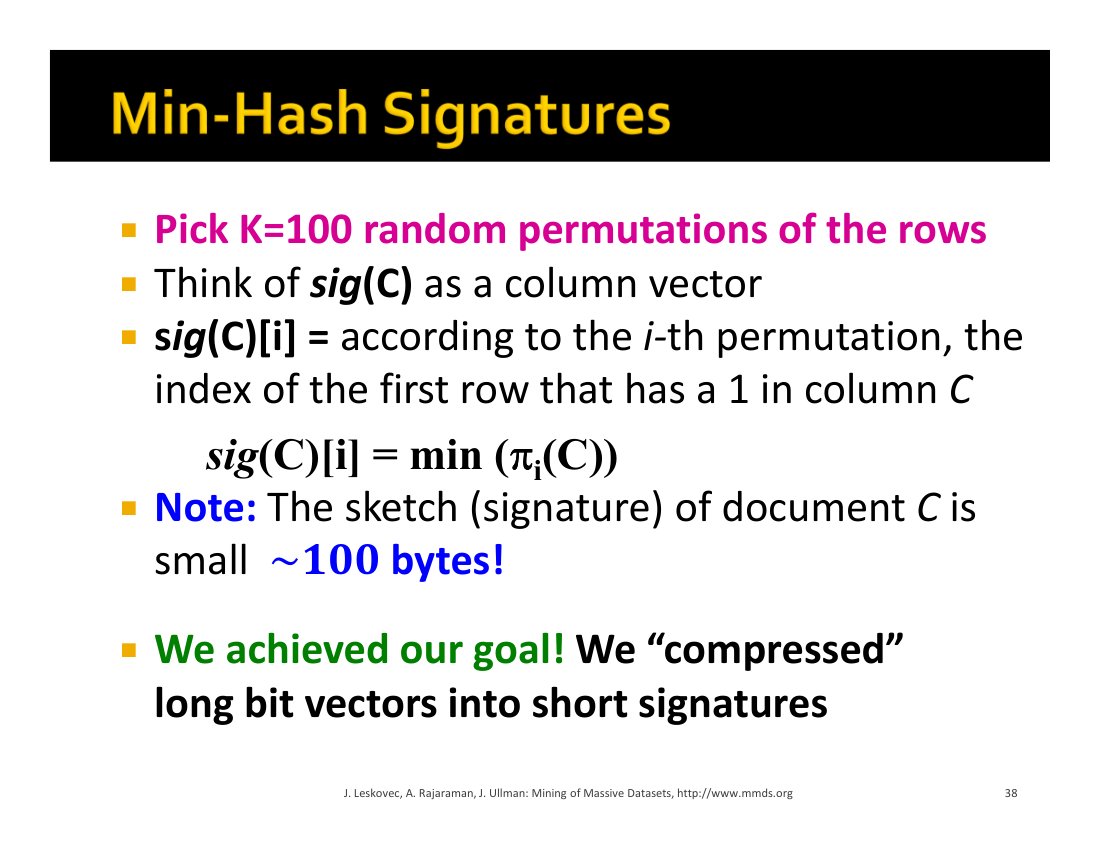 Min-Hash Signatures
Pick K=100 random permutations of the rows
Think of sig(C) as a column vector
sig(C)[i] = according to the i-th permutation, the
index of the first row that has a 1 in column C
sig(C)[i] = min (πi(C))
Note: The sketch (signature) of document C is
small ~100 bytes!
We achieved our goal! We “compressed”
long bit vectors into short signatures
J. Leskovec, A. Rajaraman, J. Ullman: Mining of Massive Datasets, http://www.mmds.org
38